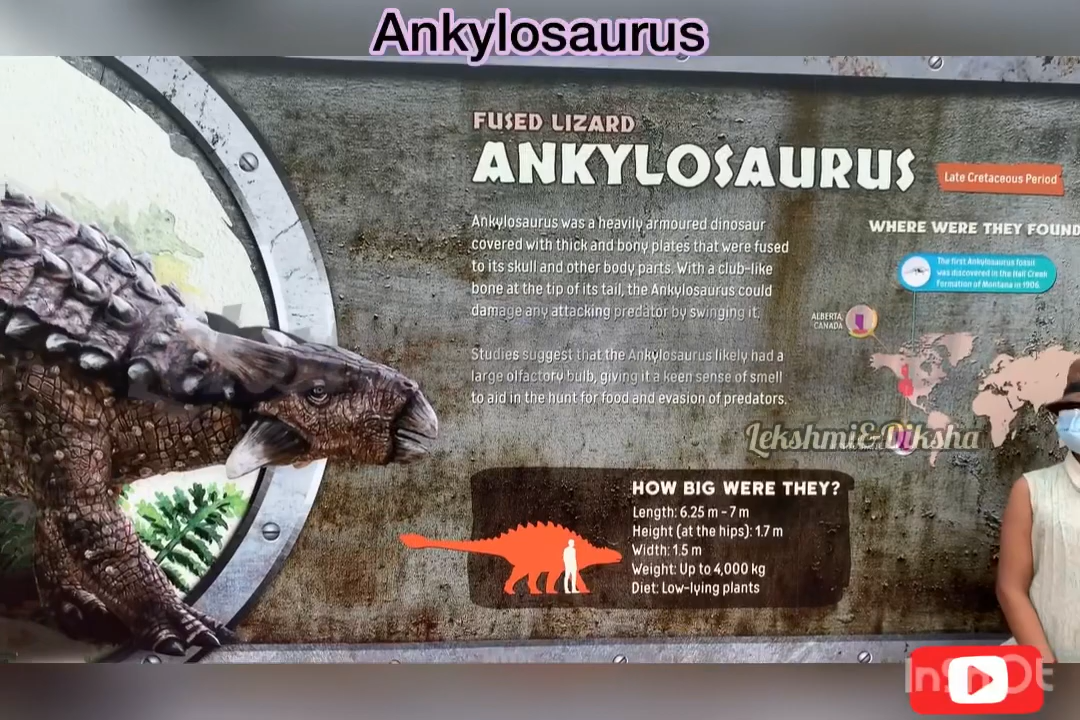 Ankylosaurus
FUSED LIZARD
ANKYLOSAURUS
Late Cretaceous Period
Ankylosaurus was a heavily armoured dinosaur
covered with thick and bony plates that were fused
to its skull and other body parts. With a club-like
bone at the tip of its tail, the Ankylosaurus could
damage any attacking predator by swinging it.
Studies suggest that the Ankylosaurus likely had a
large olfactory bulb, giving it a keen sense of smell
to aid in the hunt for food and evasion of predators.
WHERE WERE THEY FOUND
The first Ankylosaurus fossil
was discovered in the Hell Creek
Formation of Montana in 1906.
ALBERTA,
CANADA
Lekshmi&Diksha
HOW BIG WERE THEY?
Length: 6.25 m - 7 m
Height (at the hips): 1.7 m
Width: 1.5 m
Weight: Up to 4,000 kg
Diet: Low-lying plants